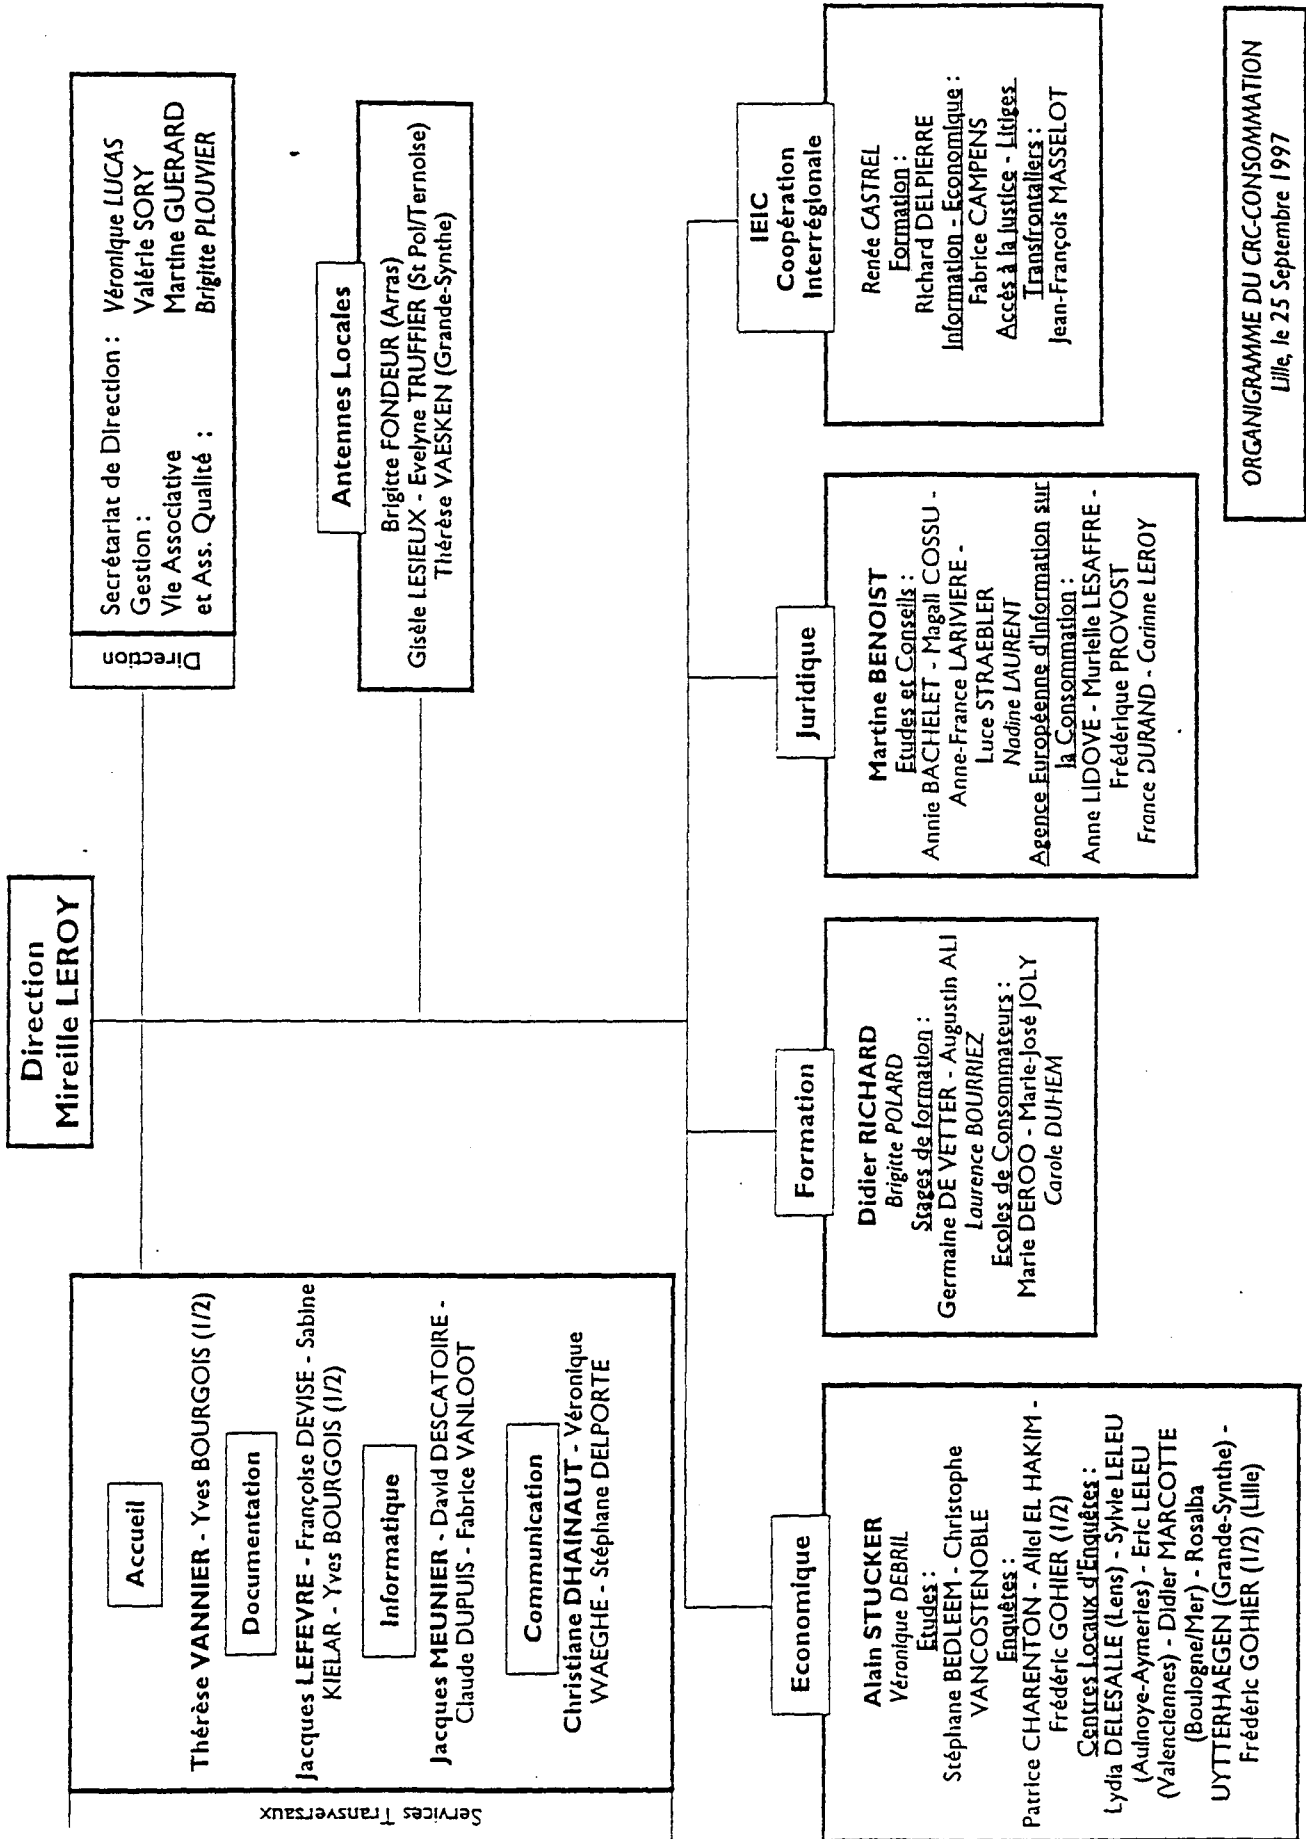 Direction
Mireille LEROY
Services Transversaux
Accueil
Thérèse VANNIER - Yves BOURGOIS (1/2)
Documentation
Jacques LEFEVRE - Françoise DEVISE - Sabine
KIELAR - Yves BOURGOIS (1/2)
Informatique
Jacques MEUNIER - David DESCATOIRE -
Claude DUPUIS - Fabrice VANLOOT
Communication
Christiane DHAINAUT - Véronique
WAEGHE - Stéphane DELPORTE
Direction
Secrétariat de Direction : Véronique LUCAS
Gestion : Valérie SORY
Vie Associative Martine GUERARD
et Ass. Qualité : Brigitte PLOUVIER
Antennes Locales
Brigitte FONDEUR (Arras)
Gisèle LESIEUX - Evelyne TRUFFIER (St Pol/Ternoise)
Thérèse VAESKEN (Grande-Synthe)
Economique
Alain STUCKER
Véronique DEBRIL
Etudes :
Stéphane BEDLEEM - Christophe
VANCOSTENOBLE
Enquêtes :
Patrice CHARENTON - Allel EL HAKIM -
Frédéric GOHIER (1/2)
Centres Locaux d'Enquêtes :
Lydia DELESALLE (Lens) - Sylvie LELEU
(Aulnoye-Aymeries) - Eric LELEU
(Valenciennes) - Didier MARCOTTE
(Boulogne/Mer) - Rosalba
UYTTERHAEGEN (Grande-Synthe) -
Frédéric GOHIER (1/2) (Lille)
Formation
Didier RICHARD
Brigitte POLARD
Stages de formation :
Germaine DE VETTER - Augustin ALI
Laurence BOURRIEZ
Ecoles de Consommateurs :
Marie DEROO - Marie-José JOLY
Carole DUHEM
Juridique
Martine BENOIST
Etudes et Conseils :
Annie BACHELET - Magali COSSU -
Anne-France LARIVIERE -
Luce STRAEBLER
Nadine LAURENT
Agence Européenne d'Information sur
la Consommation :
Anne LIDOVE - Murielle LESAFFRE -
Frédérique PROVOST
France DURAND - Corinne LEROY
IEIC
Coopération
Interrégionale
Renée CASTREL
Formation :
Richard DELPIERRE
Information - Economique :
Fabrice CAMPENS
Accès à la Justice - Litiges
Transfrontaliers :
Jean-François MASSELOT
ORGANIGRAMME DU CRC-CONSOMMATION
Lille, le 25 Septembre 1997